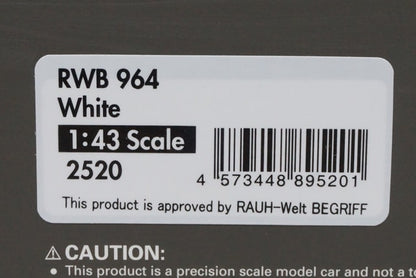 RWB 964
White
1:43 Scale
2520
4 573448 895201
This product is approved by RAUH-Welt BEGRIFF
⚠ CAUTION:
● This product is a precision scale model car and not a to